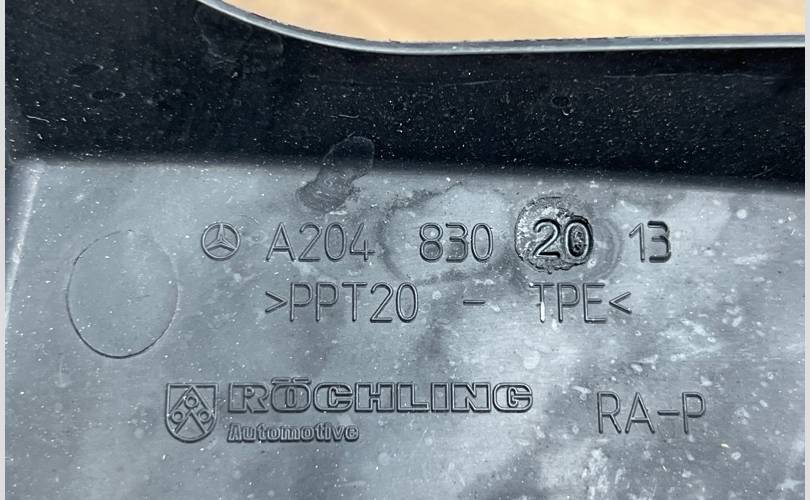 A204 830 20 13
>PPT20 - TPE<
RÖCHLING
Automotive
RA-P